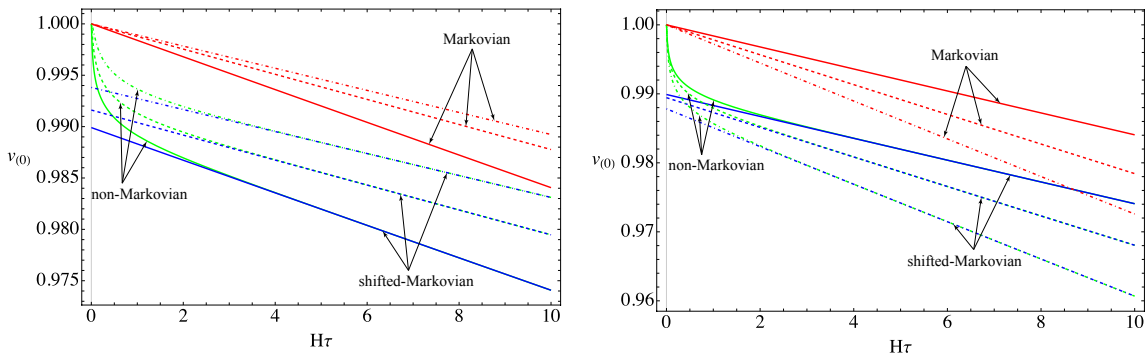 1.000
0.995
0.990
0.985
0.980
0.975
v(0)
0 2 4 6 8 10
Hτ
Markovian
non-Markovian
shifted-Markovian
1.00
0.99
0.98
0.97
0.96
v(0)
0 2 4 6 8 10
Hτ
Markovian
non-Markovian
shifted-Markovian